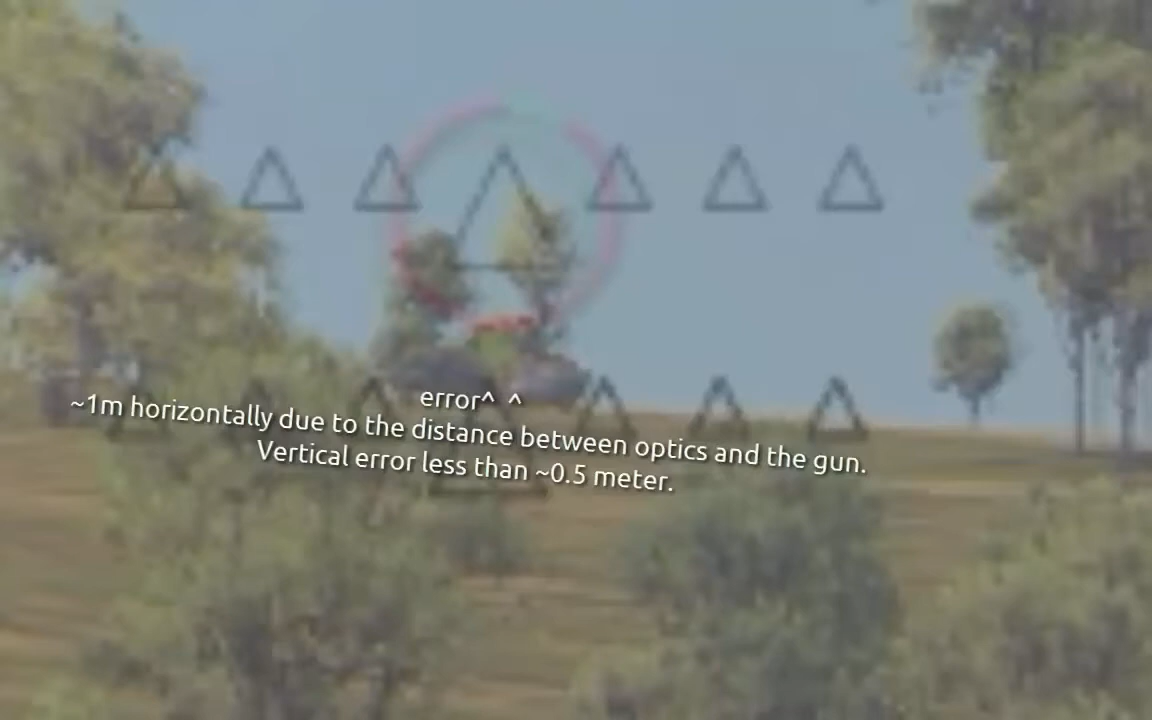 error^ ^
~1m horizontally due to the distance between optics and the gun.
Vertical error less than ~0.5 meter.